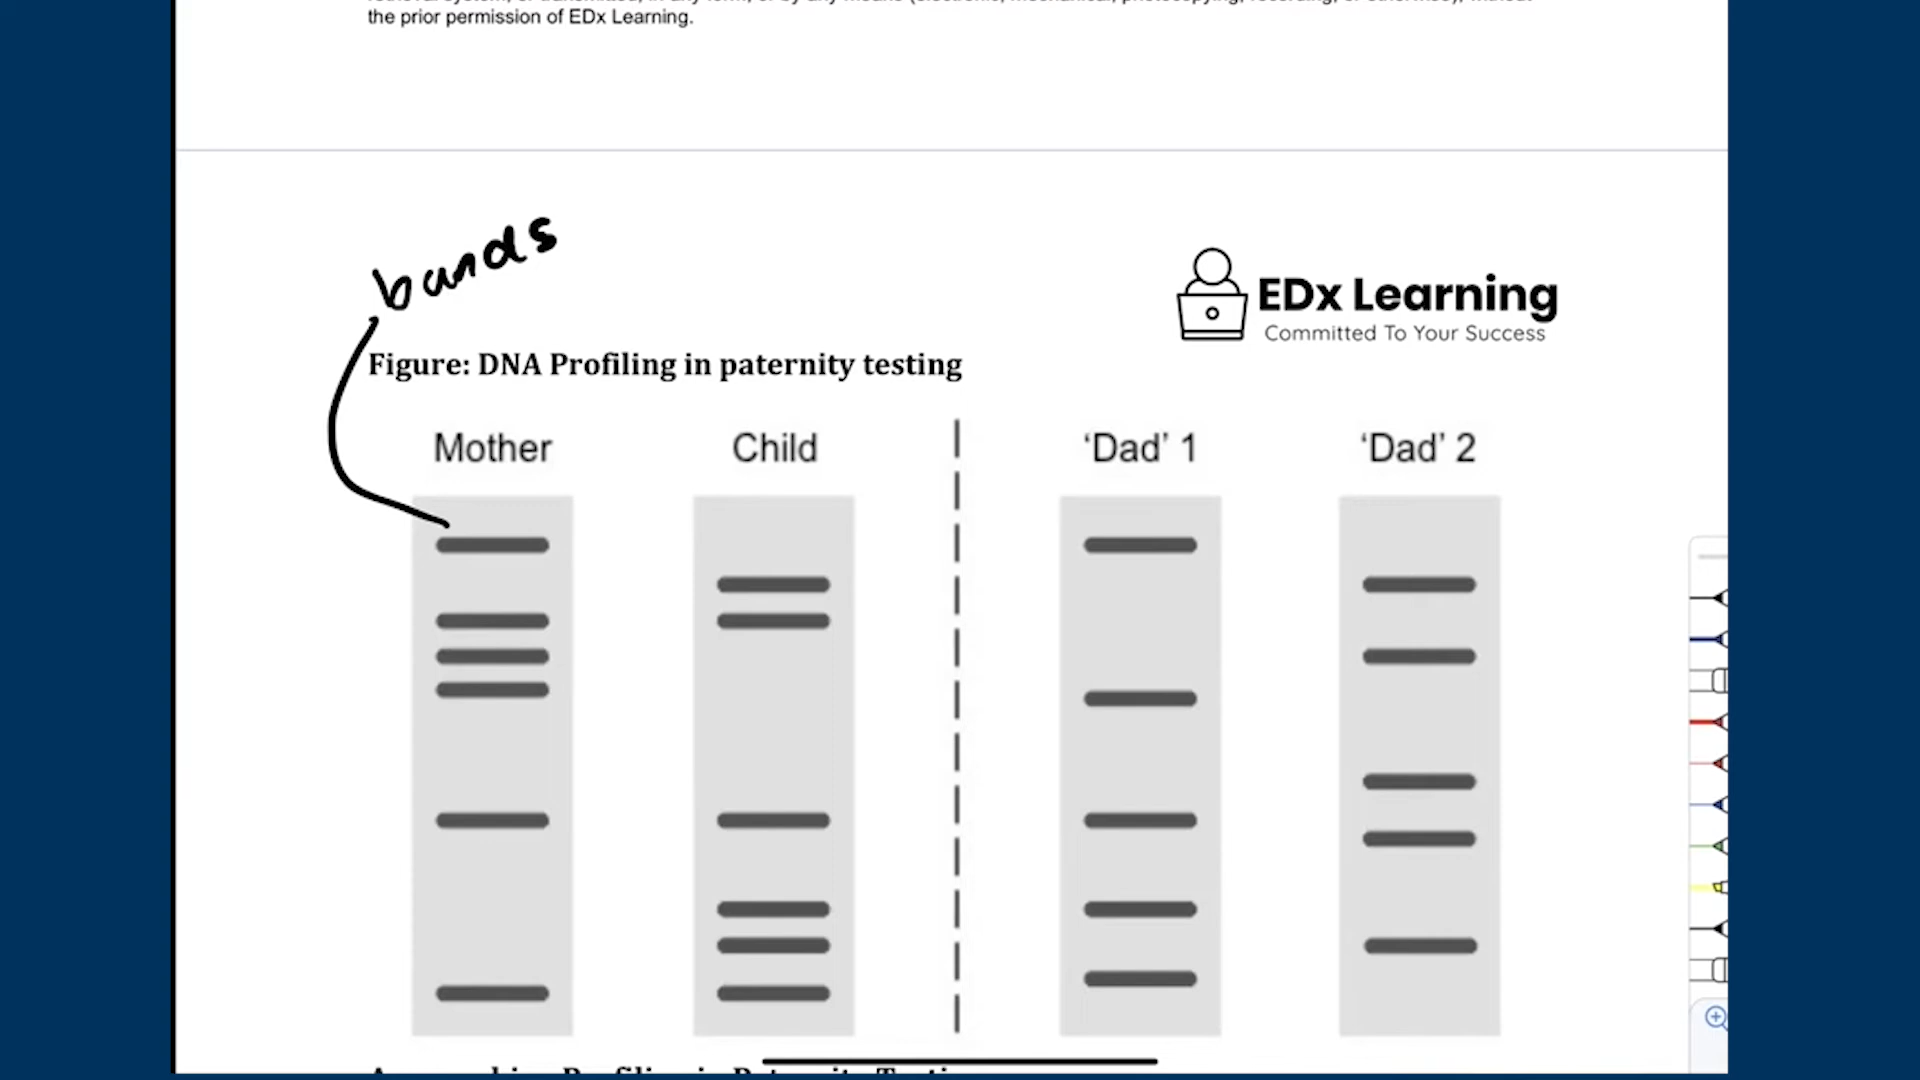 the prior permission of EDx Learning.
bands
EDx Learning
Committed To Your Success
Figure: DNA Profiling in paternity testing
Mother
Child
‘Dad’ 1
‘Dad’ 2